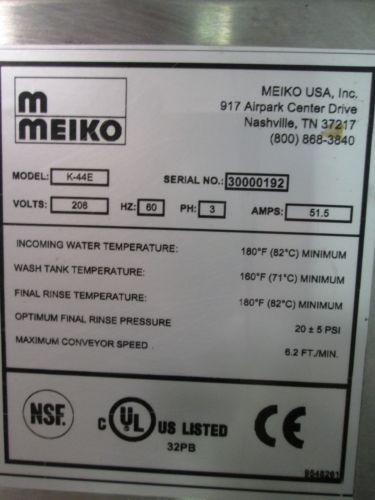 m
MEIKO
MEIKO USA, Inc.
917 Airpark Center Drive
Nashville, TN 37217
(800) 868-3840
MODEL: K-44E SERIAL NO.: 30000192
VOLTS: 208 HZ: 60 PH: 3 AMPS: 51.5
INCOMING WATER TEMPERATURE: 180°F (82°C) MINIMUM
WASH TANK TEMPERATURE: 160°F (71°C) MINIMUM
FINAL RINSE TEMPERATURE: 180°F (82°C) MINIMUM
OPTIMUM FINAL RINSE PRESSURE 20 ± 5 PSI
MAXIMUM CONVEYOR SPEED 6.2 FT./MIN.
NSF. C UL US LISTED CE
32PB
9548261